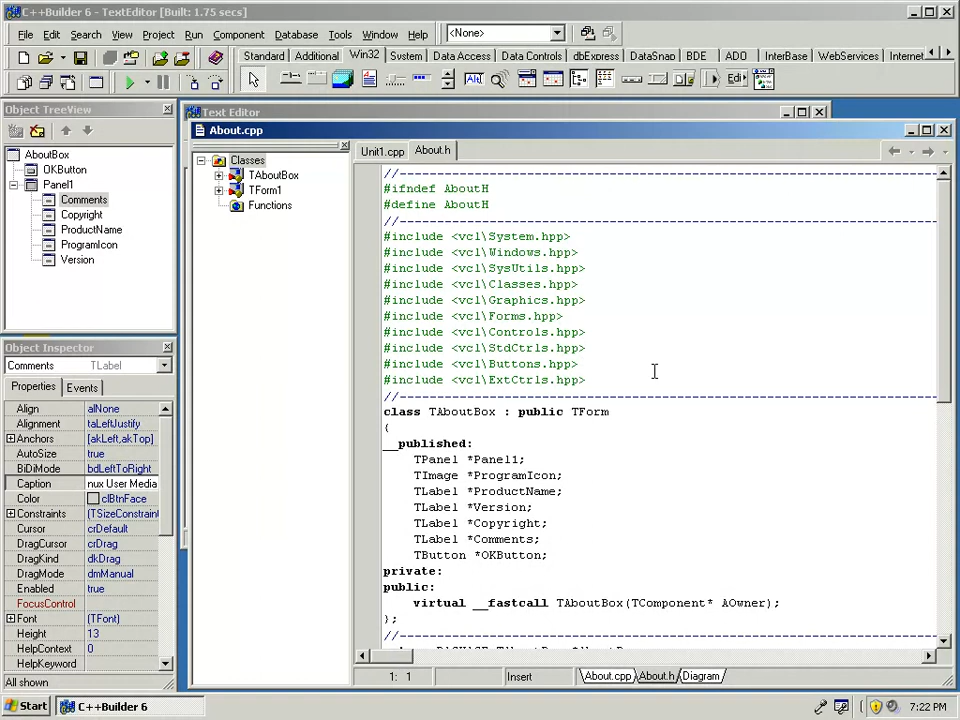 C++Builder 6 - TextEditor [Built: 1.75 secs]
File Edit Search View Project Run Component Database Tools Window Help <None>
Standard Additional Win32 System Data Access Data Controls dbExpress DataSnap BDE ADO InterBase WebServices Internet
Object TreeView
AboutBox
OKButton
Panel1
Comments
Copyright
ProductName
ProgramIcon
Version
Object Inspector
Comments TLabel
Properties Events
Align alNone
Alignment taLeftJustify
Anchors [akLeft,akTop]
AutoSize true
BiDiMode bdLeftToRight
Caption nux User Media
Color clBtnFace
Constraints (TSizeConstraint
Cursor crDefault
DragCursor crDrag
DragKind dkDrag
DragMode dmManual
Enabled true
FocusControl
Font (TFont)
Height 13
HelpContext 0
HelpKeyword
All shown
Text Editor
About.cpp
Classes
TAboutBox
TForm1
Functions
Unit1.cpp About.h
//---------------------------------------------------------------------------
#ifndef AboutH
#define AboutH
//---------------------------------------------------------------------------
#include <vcl\System.hpp>
#include <vcl\Windows.hpp>
#include <vcl\SysUtils.hpp>
#include <vcl\Classes.hpp>
#include <vcl\Graphics.hpp>
#include <vcl\Forms.hpp>
#include <vcl\Controls.hpp>
#include <vcl\StdCtrls.hpp>
#include <vcl\Buttons.hpp>
#include <vcl\ExtCtrls.hpp>
//---------------------------------------------------------------------------
class TAboutBox : public TForm
{
__published:
TPanel *Panel1;
TImage *ProgramIcon;
TLabel *ProductName;
TLabel *Version;
TLabel *Copyright;
TLabel *Comments;
TButton *OKButton;
private:
public:
virtual __fastcall TAboutBox(TComponent* AOwner);
};
//---------------------------------------------------------------------------
1: 1 Insert About.cpp About.h Diagram
Start C++Builder 6 7:22 PM